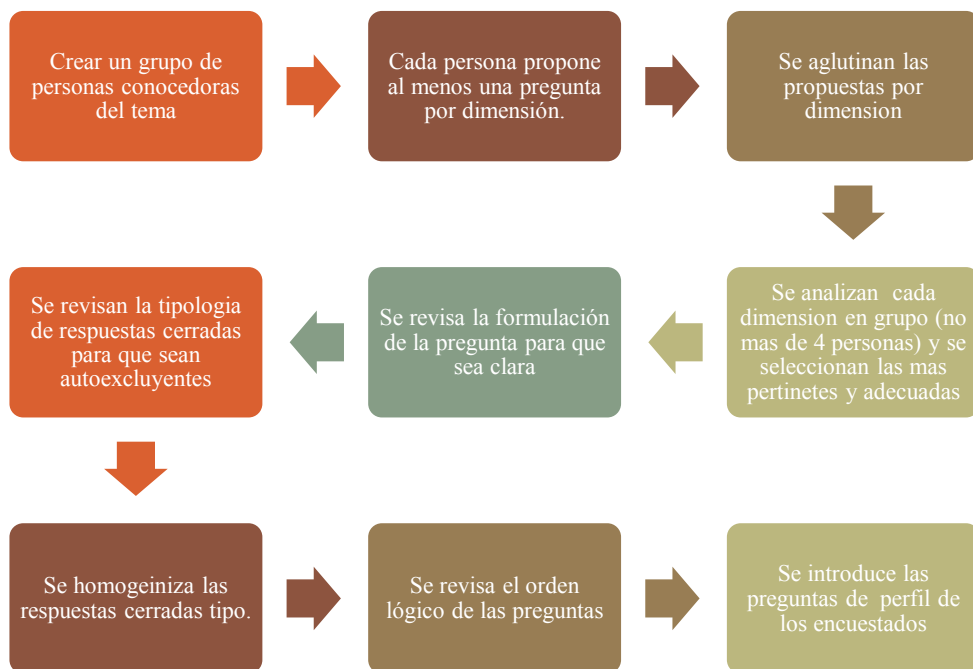 Crear un grupo de
personas conocedoras
del tema
Cada persona propone
al menos una pregunta
por dimensión.
Se aglutinan las
propuestas por
dimension
Se analizan cada
dimension en grupo (no
mas de 4 personas) y se
seleccionan las mas
pertinetes y adecuadas
Se revisa la formulación
de la pregunta para que
sea clara
Se revisan la tipologia
de respuestas cerradas
para que sean
autoexcluyentes
Se homogeiniza las
respuestas cerradas tipo.
Se revisa el orden
lógico de las preguntas
Se introduce las
preguntas de perfil de
los encuestados